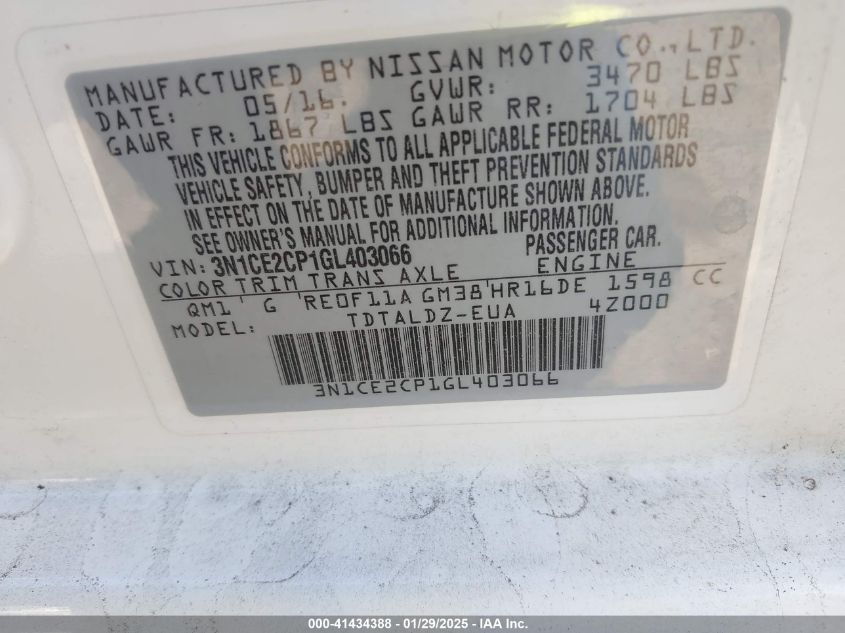 MANUFACTURED BY NISSAN MOTOR CO., LTD.
DATE: 05/16. GVWR: 3470 LBS
GAWR FR: 1867 LBS GAWR RR: 1704 LBS
THIS VEHICLE CONFORMS TO ALL APPLICABLE FEDERAL MOTOR
VEHICLE SAFETY, BUMPER AND THEFT PREVENTION STANDARDS
IN EFFECT ON THE DATE OF MANUFACTURE SHOWN ABOVE.
SEE OWNER'S MANUAL FOR ADDITIONAL INFORMATION.
VIN: 3N1CE2CP1GL403066 PASSENGER CAR.
COLOR TRIM TRANS AXLE ENGINE
QM1 G RE0F11A GM38 HR16DE 1598 CC
MODEL: TDTALDZ-EUA 4Z000
3N1CE2CP1GL403066
000-41434388 - 01/29/2025 - IAA Inc.